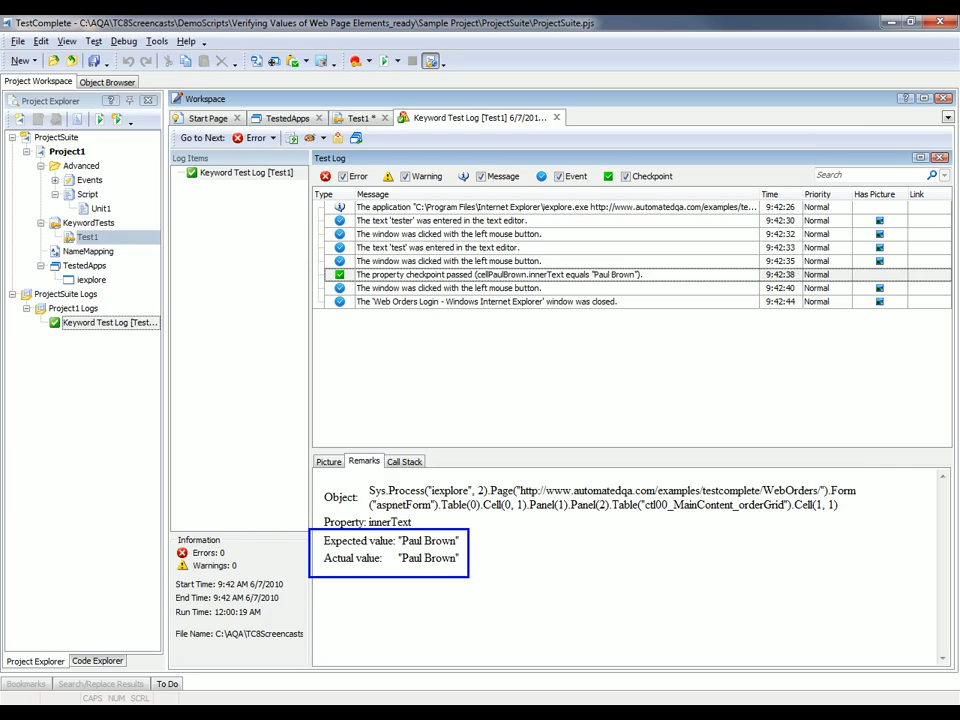 TestComplete - C:\AQA\TC8Screencasts\DemoScripts\Verifying Values of Web Page Elements_ready\Sample Project\ProjectSuite\ProjectSuite.pjs
File Edit View Test Debug Tools Help
New
Project Workspace Object Browser
Project Explorer
ProjectSuite
Project1
Advanced
Events
Script
Unit1
KeywordTests
Test1
NameMapping
TestedApps
iexplore
ProjectSuite Logs
Project1 Logs
Keyword Test Log [Test...
Project Explorer Code Explorer
Workspace
Start Page TestedApps Test1 * Keyword Test Log [Test1] 6/7/201...
Go to Next: Error
Log Items
Keyword Test Log [Test1]
Information
Errors: 0
Warnings: 0
Start Time: 9:42 AM 6/7/2010
End Time: 9:42 AM 6/7/2010
Run Time: 12:00:19 AM
File Name: C:\AQA\TC8Screencasts
Test Log
Error Warning Message Event Checkpoint Search
Type Message Time Priority Has Picture Link
The application "C:\Program Files\Internet Explorer\iexplore.exe http://www.automatedqa.com/examples/te... 9:42:26 Normal
The text 'tester' was entered in the text editor. 9:42:30 Normal
The window was clicked with the left mouse button. 9:42:32 Normal
The text 'test' was entered in the text editor. 9:42:33 Normal
The window was clicked with the left mouse button. 9:42:35 Normal
The property checkpoint passed (cellPaulBrown.innerText equals "Paul Brown"). 9:42:38 Normal
The window was clicked with the left mouse button. 9:42:40 Normal
The 'Web Orders Login - Windows Internet Explorer' window was closed. 9:42:44 Normal
Picture Remarks Call Stack
Object: Sys.Process("iexplore", 2).Page("http://www.automatedqa.com/examples/testcomplete/WebOrders/").Form
("aspnetForm").Table(0).Cell(0, 1).Panel(1).Panel(2).Table("ctl00_MainContent_orderGrid").Cell(1, 1)
Property: innerText
Expected value: "Paul Brown"
Actual value: "Paul Brown"
Bookmarks Search/Replace Results To Do
CAPS NUM SCRL